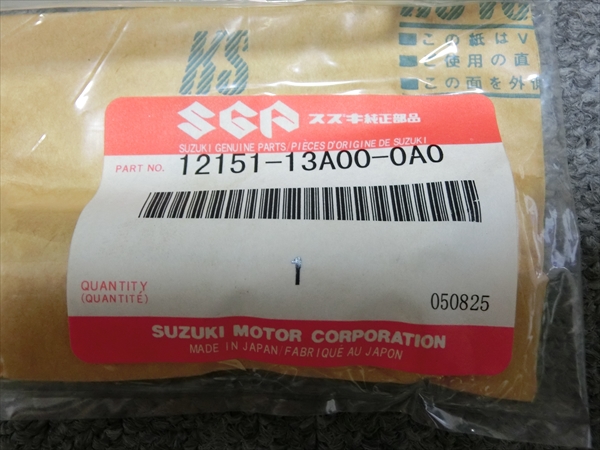 KS
■この紙はV
■ご使用の直
■この面を外側
SGP スズキ純正部品
SUZUKI GENUINE PARTS/PIÈCES D'ORIGINE DE SUZUKI
PART NO. 12151-13A00-0A0
1
QUANTITY
(QUANTITÉ)
050825
SUZUKI MOTOR CORPORATION
MADE IN JAPAN/FABRIQUÉ AU JAPON